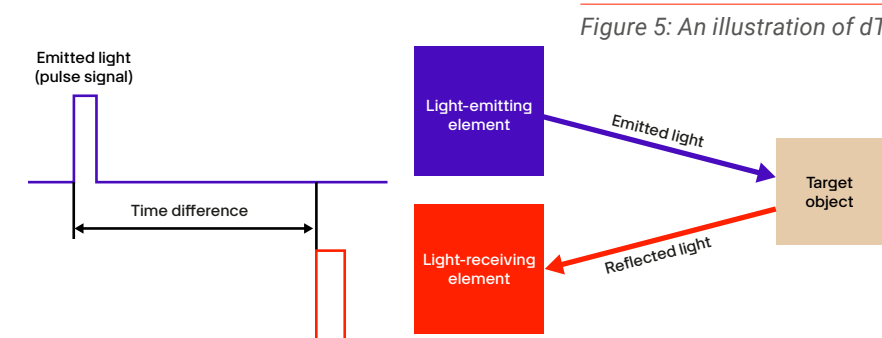 Figure 5: An illustration of
Emitted light
(pulse signal)
Time difference
Light-emitting
element
Emitted light
Target
object
Light-receiving
element
Reflected light